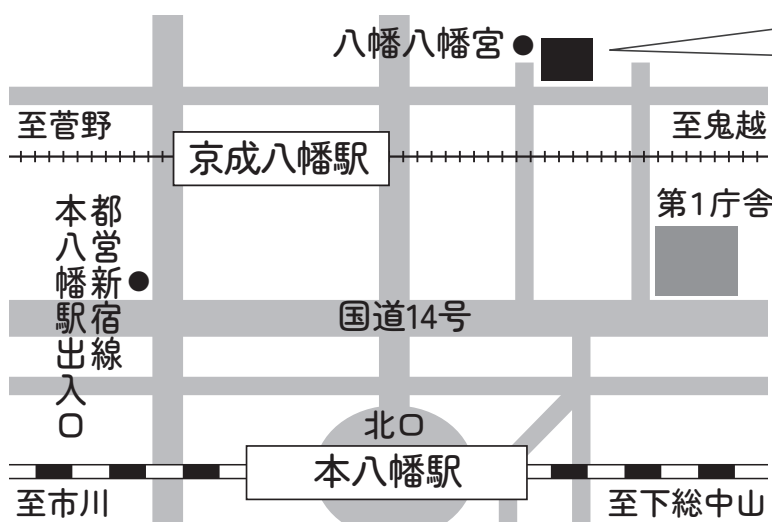 八幡八幡宮
至菅野
至鬼越
京成八幡駅
第1庁舎
都営新宿線
本八幡駅出入口
国道14号
北口
本八幡駅
至市川
至下総中山